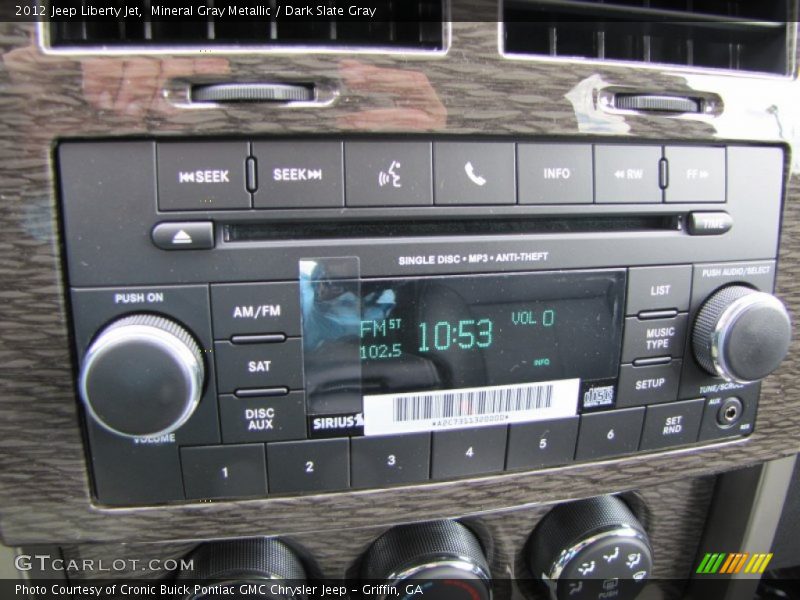 2012 Jeep Liberty Jet, Mineral Gray Metallic / Dark Slate Gray
SEEK
SEEK
INFO
RW
FF
TIME
SINGLE DISC • MP3 • ANTI-THEFT
PUSH ON
VOLUME
AM/FM
SAT
DISC
AUX
FM ST
102.5
10:53
VOL 0
INFO
SIRIUS
*A2C7351320000*
disc
LIST
MUSIC
TYPE
SETUP
PUSH AUDIO/SELECT
TUNE/SCROLL
AUX
1
2
3
4
5
6
SET
RND
PUSH
GTCARLOT.COM
Photo Courtesy of Cronic Buick Pontiac GMC Chrysler Jeep - Griffin, GA